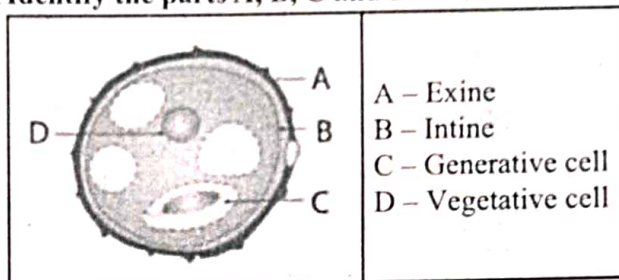 Identify the parts A, B, C and
A
B
C
D
A – Exine
B – Intine
C – Generative cell
D – Vegetative cell